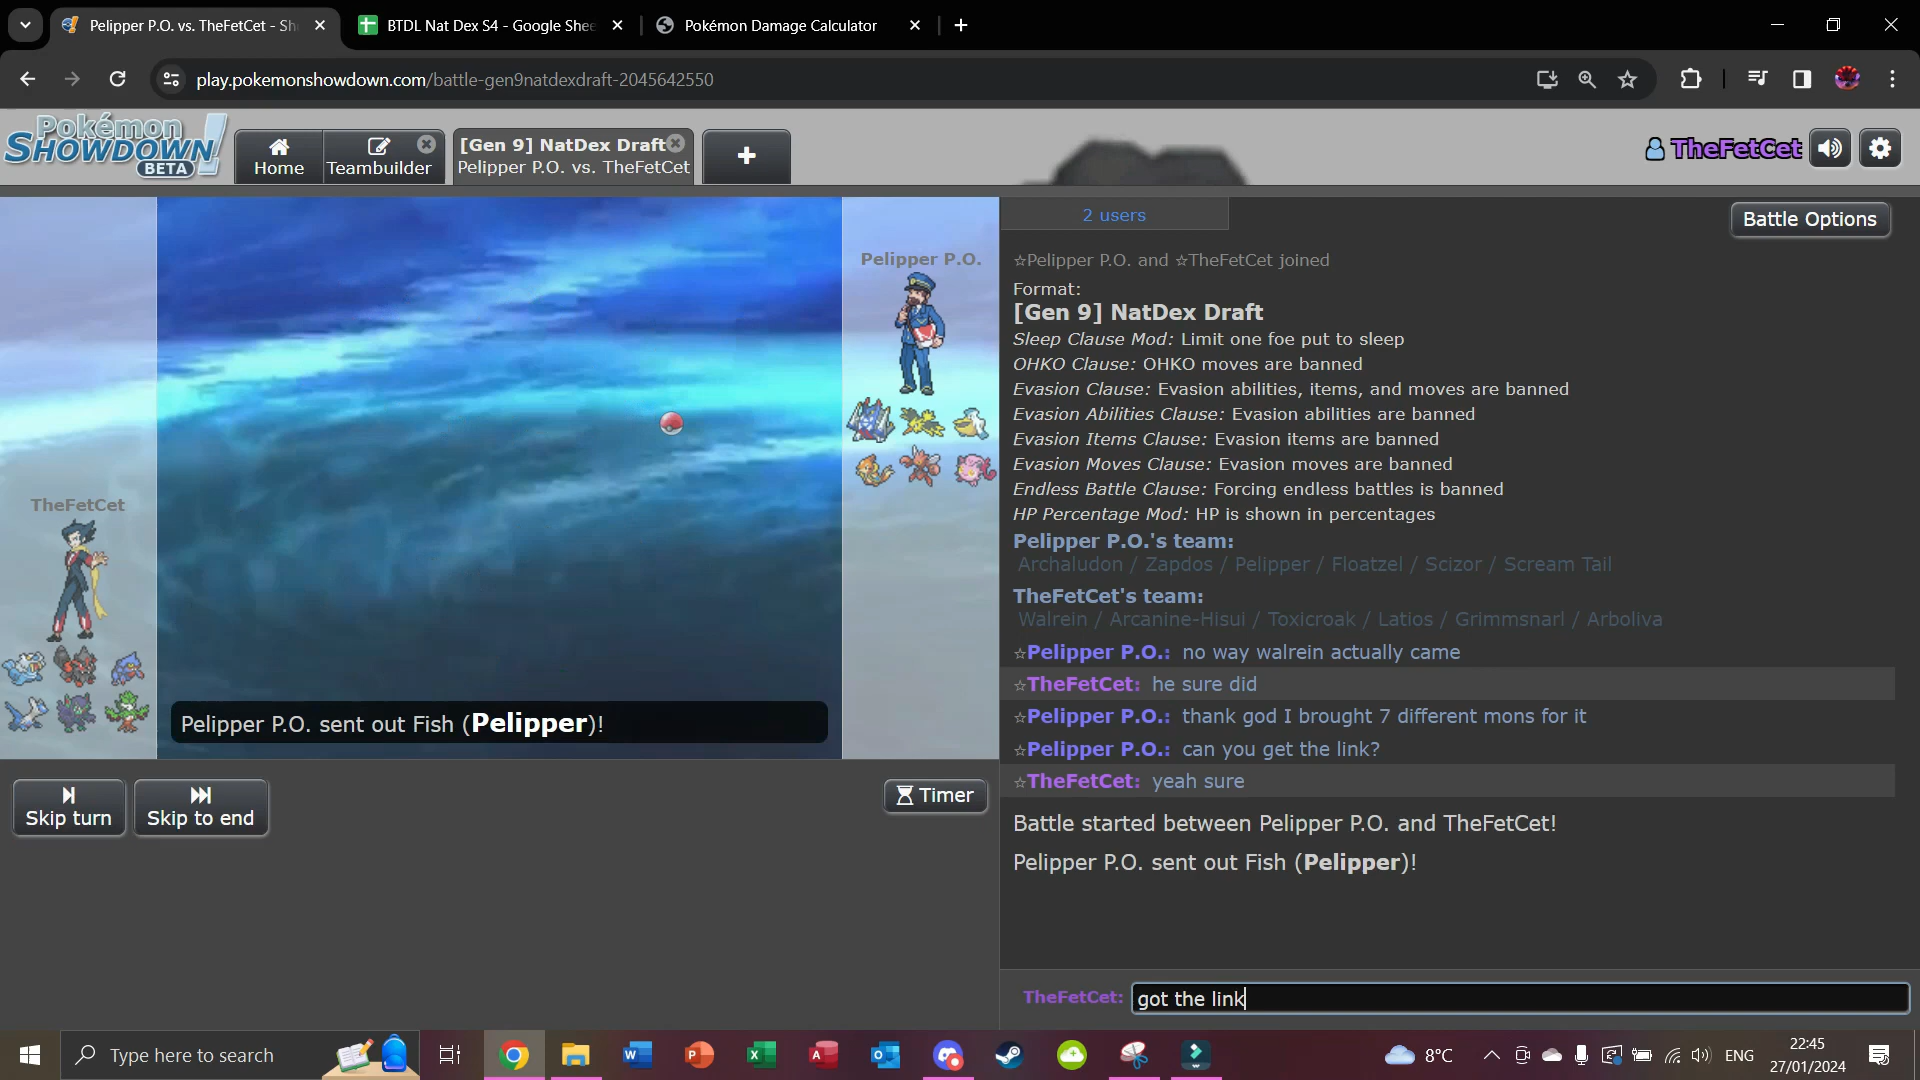 Pelipper P.O. vs. TheFetCet - Sh
BTDL Nat Dex S4 - Google Shee
Pokémon Damage Calculator
play.pokemonshowdown.com/battle-gen9natdexdraft-2045642550
Pokémon
SHOWDOWN!
BETA
Home
Teambuilder
[Gen 9] NatDex Draft
Pelipper P.O. vs. TheFetCet
TheFetCet
2 users
Battle Options
Pelipper P.O.
TheFetCet
Pelipper P.O. sent out Fish (Pelipper)!
Skip turn
Skip to end
Timer
☆Pelipper P.O. and ☆TheFetCet joined
Format:
[Gen 9] NatDex Draft
Sleep Clause Mod: Limit one foe put to sleep
OHKO Clause: OHKO moves are banned
Evasion Clause: Evasion abilities, items, and moves are banned
Evasion Abilities Clause: Evasion abilities are banned
Evasion Items Clause: Evasion items are banned
Evasion Moves Clause: Evasion moves are banned
Endless Battle Clause: Forcing endless battles is banned
HP Percentage Mod: HP is shown in percentages
Pelipper P.O.'s team:
Archaludon / Zapdos / Pelipper / Floatzel / Scizor / Scream Tail
TheFetCet's team:
Walrein / Arcanine-Hisui / Toxicroak / Latios / Grimmsnarl / Arboliva
☆Pelipper P.O.: no way walrein actually came
☆TheFetCet: he sure did
☆Pelipper P.O.: thank god I brought 7 different mons for it
☆Pelipper P.O.: can you get the link?
☆TheFetCet: yeah sure
Battle started between Pelipper P.O. and TheFetCet!
Pelipper P.O. sent out Fish (Pelipper)!
TheFetCet: got the link
Type here to search
8°C
ENG
22:45
27/01/2024